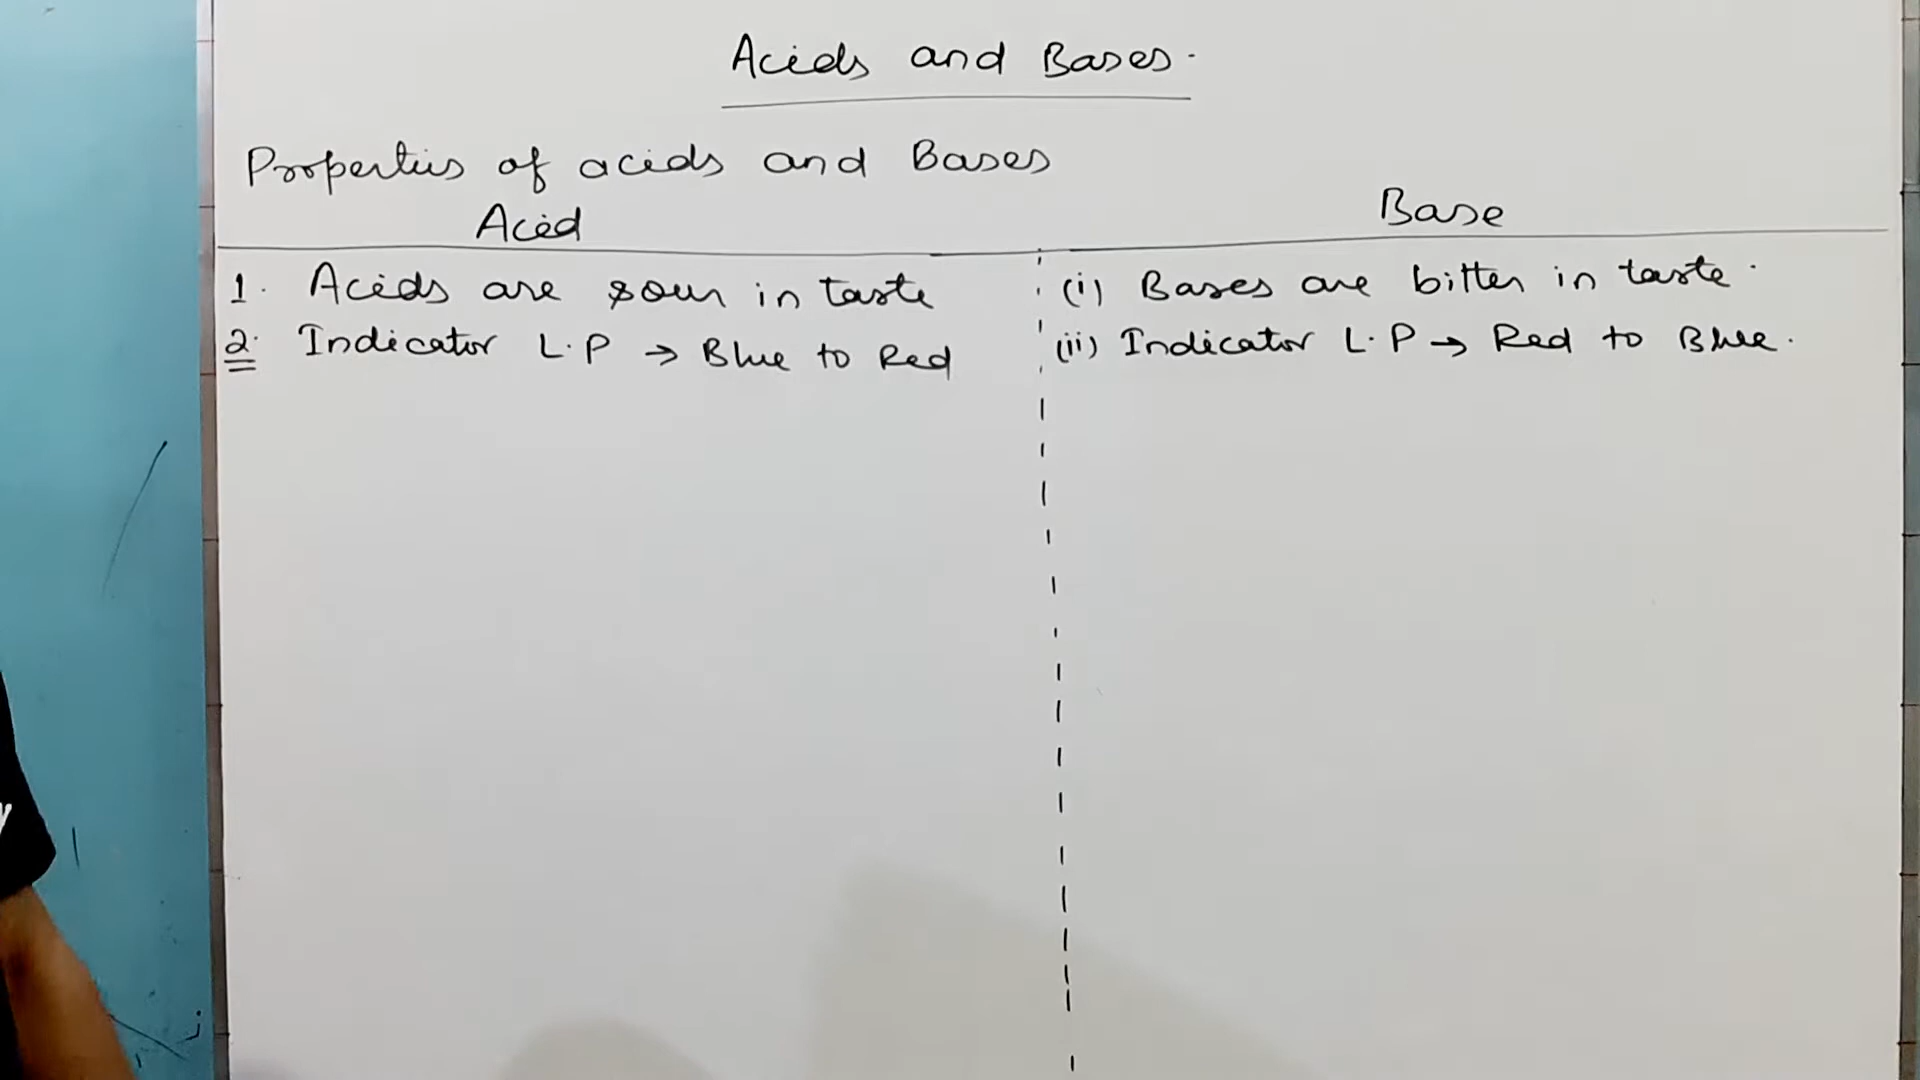 Acids and Bases.
Properties of acids and Bases
Acid
Base
1. Acids are sour in taste
(i) Bases are bitter in taste.
2. Indicator L.P → Blue to Red
(ii) Indicator L.P → Red to Blue.